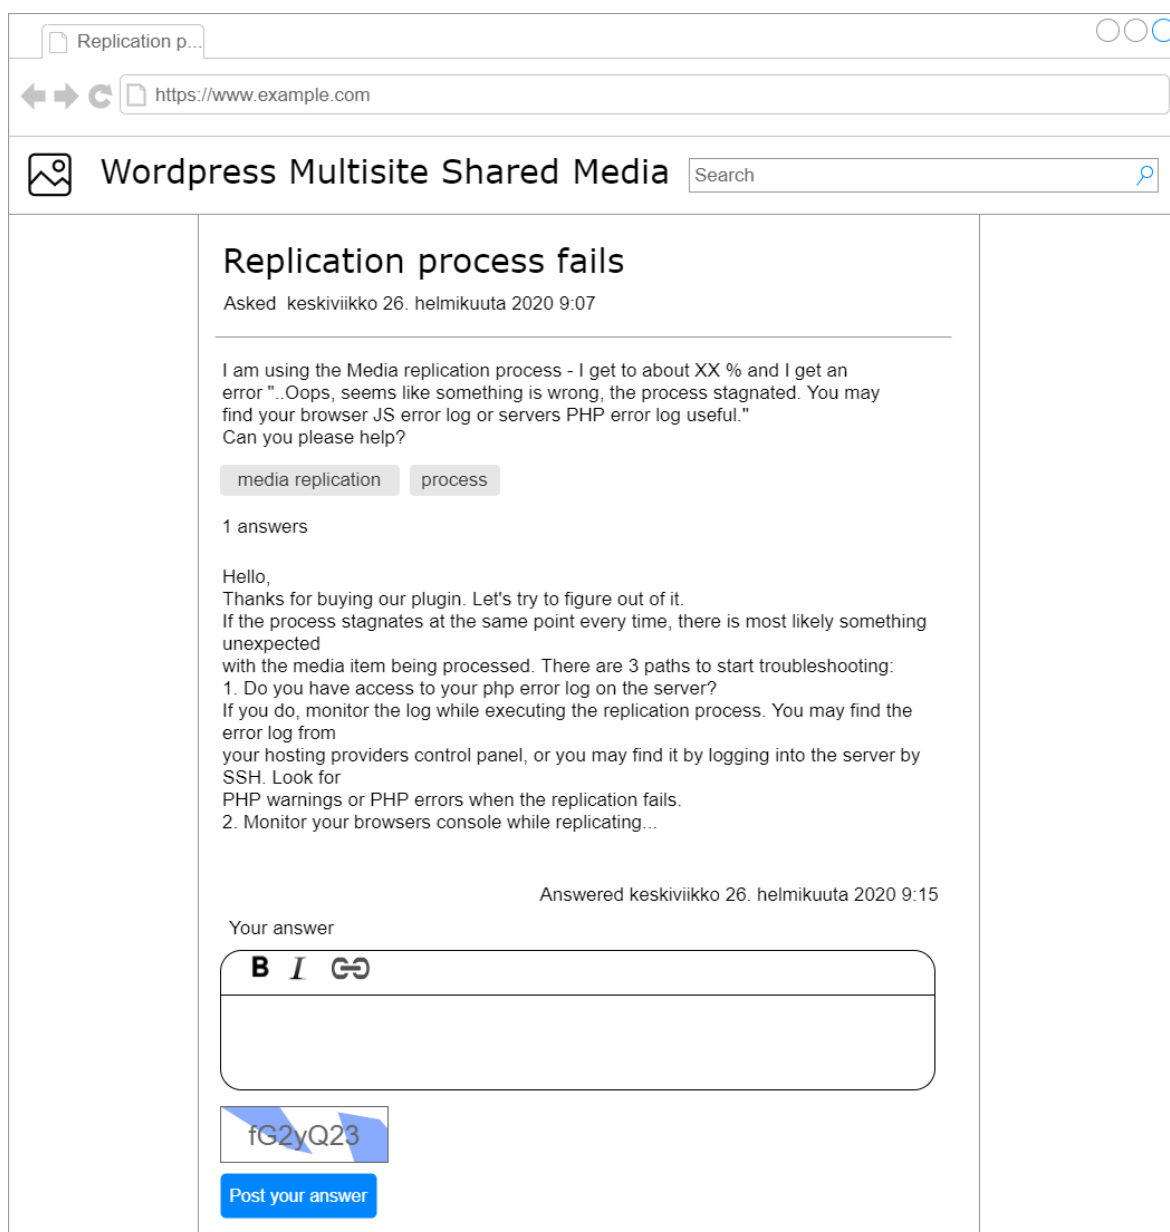 Replication p...
https://www.example.com
Wordpress Multisite Shared Media
Search
Replication process fails
Asked  keskiviikko 26. helmikuuta 2020 9:07
I am using the Media replication process - I get to about XX % and I get an
error "..Oops, seems like something is wrong, the process stagnated. You may
find your browser JS error log or servers PHP error log useful."
Can you please help?
media replication
process
1 answers
Hello,
Thanks for buying our plugin. Let's try to figure out of it.
If the process stagnates at the same point every time, there is most likely something
unexpected
with the media item being processed. There are 3 paths to start troubleshooting:
1. Do you have access to your php error log on the server?
If you do, monitor the log while executing the replication process. You may find the
error log from
your hosting providers control panel, or you may find it by logging into the server by
SSH. Look for
PHP warnings or PHP errors when the replication fails.
2. Monitor your browsers console while replicating...
Answered keskiviikko 26. helmikuuta 2020 9:15
Your answer
B I
fG2yQ23
Post your answer